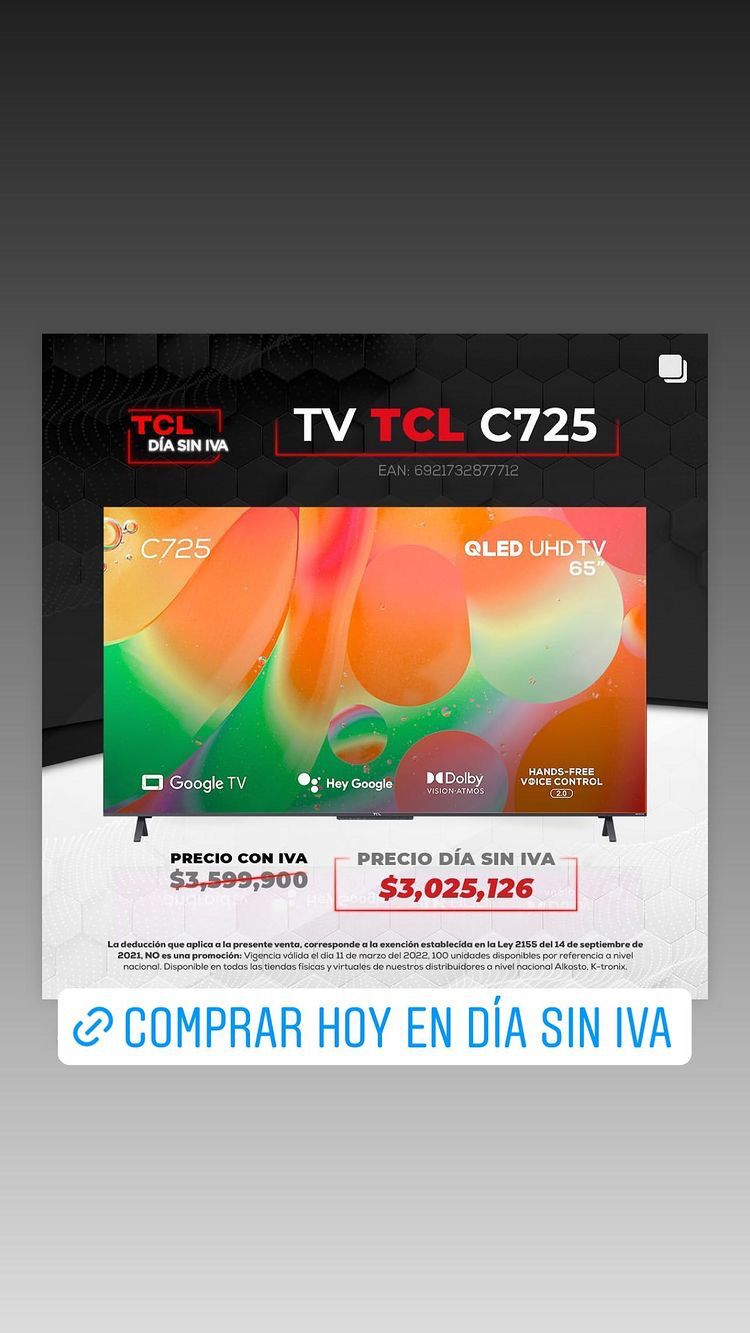 TCL
DÍA SIN IVA
TV TCL C725
EAN: 6921732877712
C725
QLED UHD TV
65"
Google TV
Hey Google
Dolby
VISION·ATMOS
HANDS-FREE
VOICE CONTROL
2.0
TCL
PRECIO CON IVA
$3,599,900
PRECIO DÍA SIN IVA
$3,025,126
La deducción que aplica a la presente venta, corresponde a la exención establecida en la Ley 2155 del 14 de septiembre de
2021, NO es una promoción: Vigencia válida el día 11 de marzo del 2022, 100 unidades disponibles por referencia a nivel
nacional. Disponible en todas las tiendas físicas y virtuales de nuestros distribuidores a nivel nacional Alkosto, K-tronix.
COMPRAR HOY EN DÍA SIN IVA